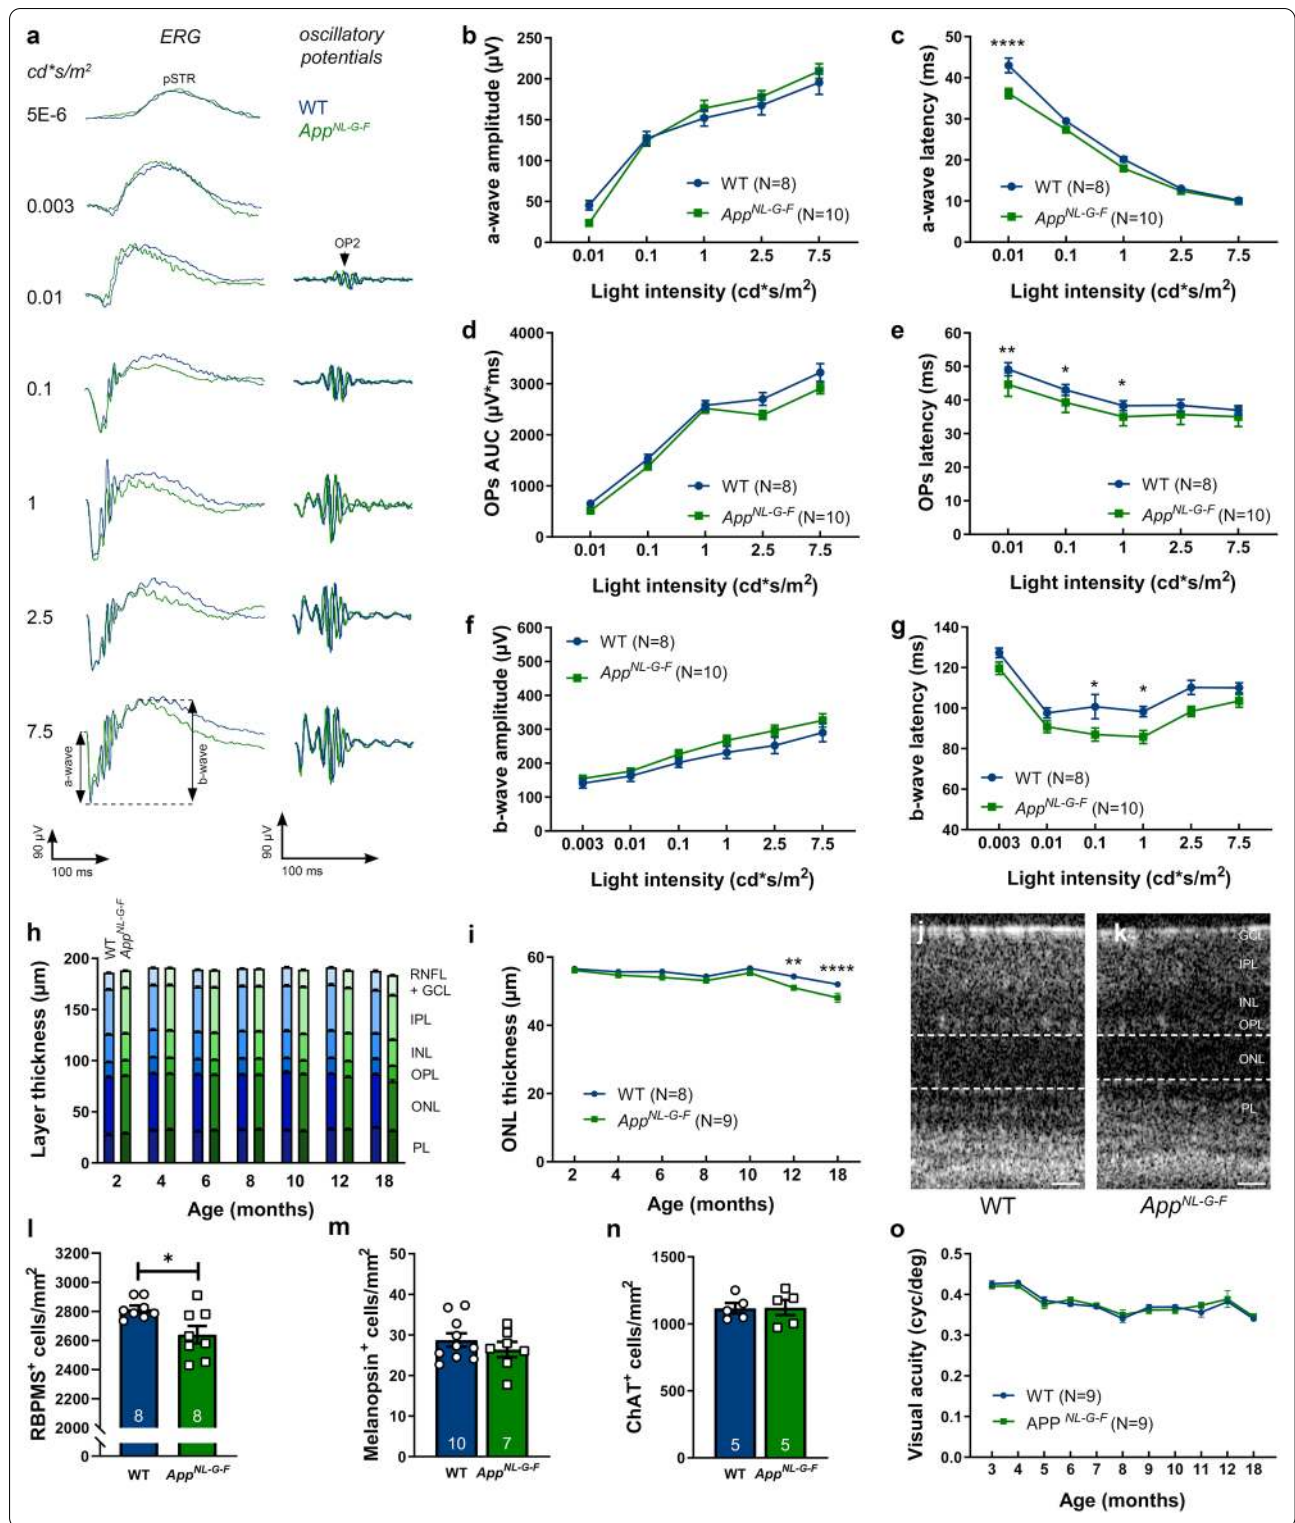 a
ERG
oscillatory
potentials
cd*s/m²
pSTR
WT
App^NL-G-F
5E-6
0.003
OP2
0.01
0.1
1
2.5
7.5
a-wave
b-wave
90 µV
100 ms
90 µV
100 ms
b
a-wave amplitude (µV)
250
200
150
100
50
0
WT (N=8)
App^NL-G-F (N=10)
0.01 0.1 1 2.5 7.5
Light intensity (cd*s/m²)
c
a-wave latency (ms)
50
40
30
20
10
0
****
WT (N=8)
App^NL-G-F (N=10)
0.01 0.1 1 2.5 7.5
Light intensity (cd*s/m²)
d
OPs AUC (µV*ms)
4000
3000
2000
1000
0
WT (N=8)
App^NL-G-F (N=10)
0.01 0.1 1 2.5 7.5
Light intensity (cd*s/m²)
e
OPs latency (ms)
60
50
40
30
20
10
0
** * *
WT (N=8)
App^NL-G-F (N=10)
0.01 0.1 1 2.5 7.5
Light intensity (cd*s/m²)
f
b-wave amplitude (µV)
600
500
400
300
200
100
0
WT (N=8)
App^NL-G-F (N=10)
0.003 0.01 0.1 1 2.5 7.5
Light intensity (cd*s/m²)
g
b-wave latency (ms)
140
120
100
80
60
40
* *
WT (N=8)
App^NL-G-F (N=10)
0.003 0.01 0.1 1 2.5 7.5
Light intensity (cd*s/m²)
h
WT
App^NL-G-F
Layer thickness (µm)
200
150
100
50
0
RNFL
+ GCL
IPL
INL
OPL
ONL
PL
2 4 6 8 10 12 18
Age (months)
i
ONL thickness (µm)
60
40
20
0
** ****
WT (N=8)
App^NL-G-F (N=9)
2 4 6 8 10 12 18
Age (months)
j
WT
k
GCL
IPL
INL
OPL
ONL
PL
App^NL-G-F
l
RBPMS⁺ cells/mm²
3200
3000
2800
2600
2400
2200
2000
0
*
8 8
WT App^NL-G-F
m
Melanopsin⁺ cells/mm²
50
40
30
20
10
0
10 7
WT App^NL-G-F
n
ChAT⁺ cells/mm²
1500
1000
500
0
5 5
WT App^NL-G-F
o
Visual acuity (cyc/deg)
0.5
0.4
0.3
0.2
0.1
0.0
WT (N=9)
APP ^NL-G-F (N=9)
3 4 5 6 7 8 9 10 11 12 18
Age (months)